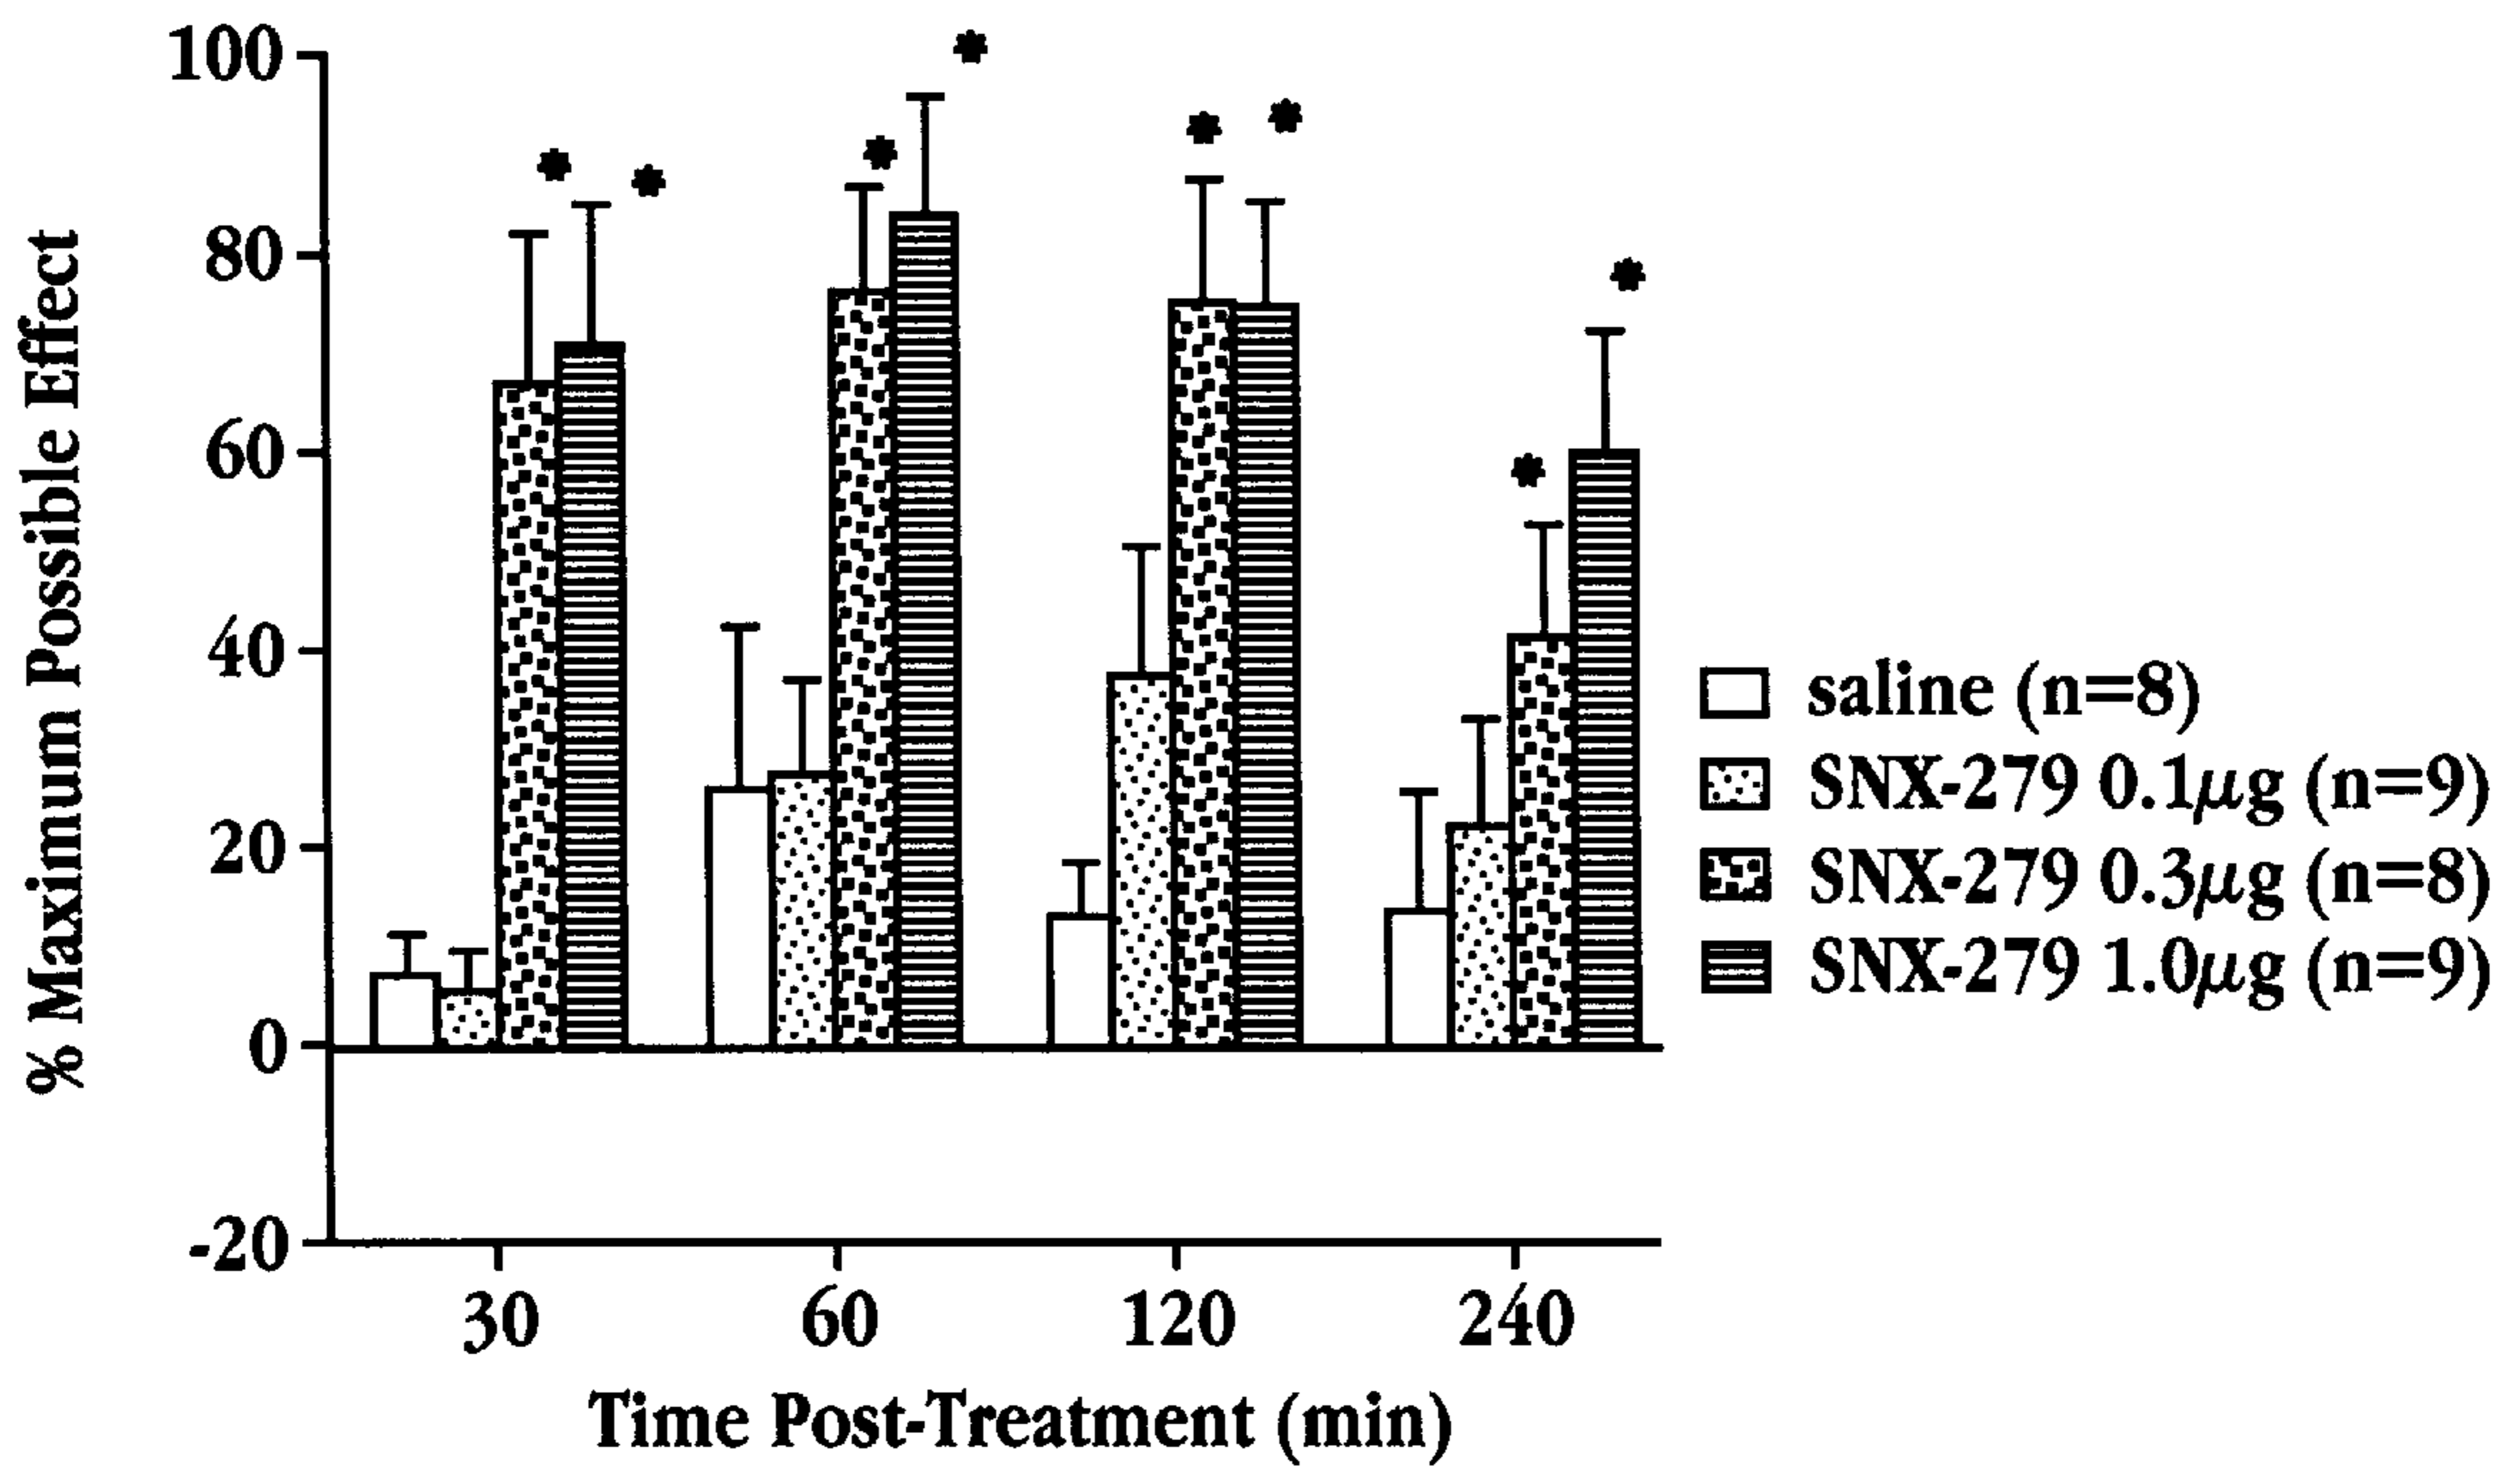 % Maximum Possible Effect
100
80
60
40
20
0
-20
* * * * * * * *
30 60 120 240
Time Post-Treatment (min)
saline (n=8)
SNX-279 0.1μg (n=9)
SNX-279 0.3μg (n=8)
SNX-279 1.0μg (n=9)